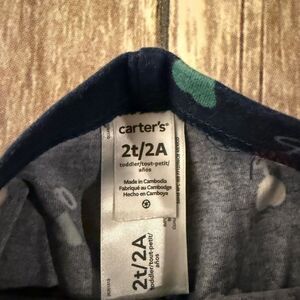 carter's®
2t/2A
toddler/tout-petit/
años
Made in Cambodia
Fabriqué au Cambodge
Hecho en Camboya
2t/2A
toddler/tout-petit/
años